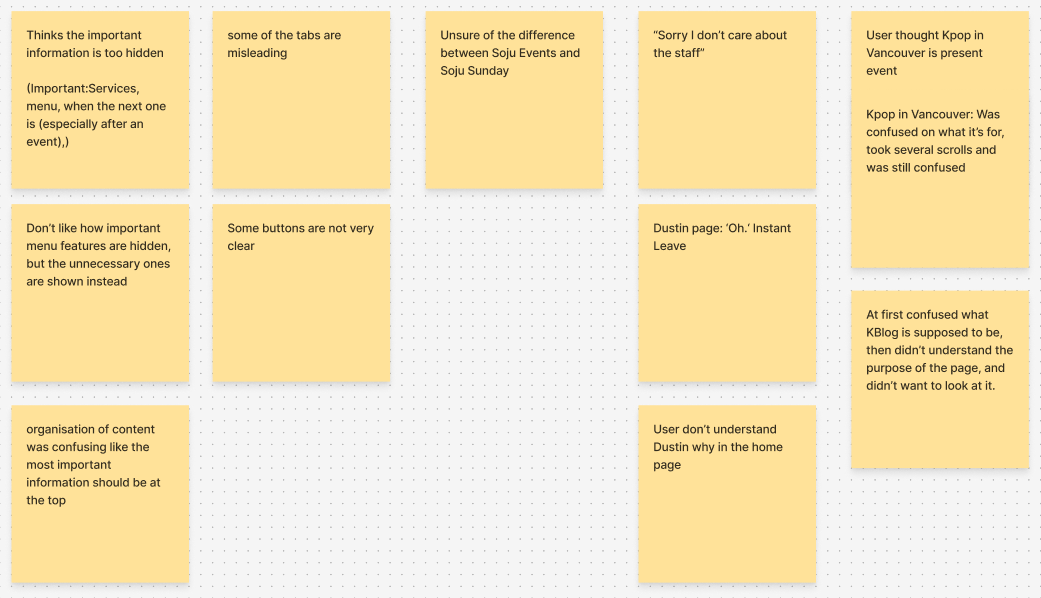 Thinks the important
information is too hidden
(Important:Services,
menu, when the next one
is (especially after an
event),)
Don't like how important
menu features are hidden,
but the unnecessary ones
are shown instead
organisation of content
was confusing like the
most important
information should be at
the top
some of the tabs are
misleading
Some buttons are not very
clear
Unsure of the difference
between Soju Events and
Soju Sunday
“Sorry I don't care about
the staff”
Dustin page: ‘Oh.’ Instant
Leave
User don't understand
Dustin why in the home
page
User thought Kpop in
Vancouver is present
event
Kpop in Vancouver: Was
confused on what it's for,
took several scrolls and
was still confused
At first confused what
KBlog is supposed to be,
then didn't understand the
purpose of the page, and
didn't want to look at it.